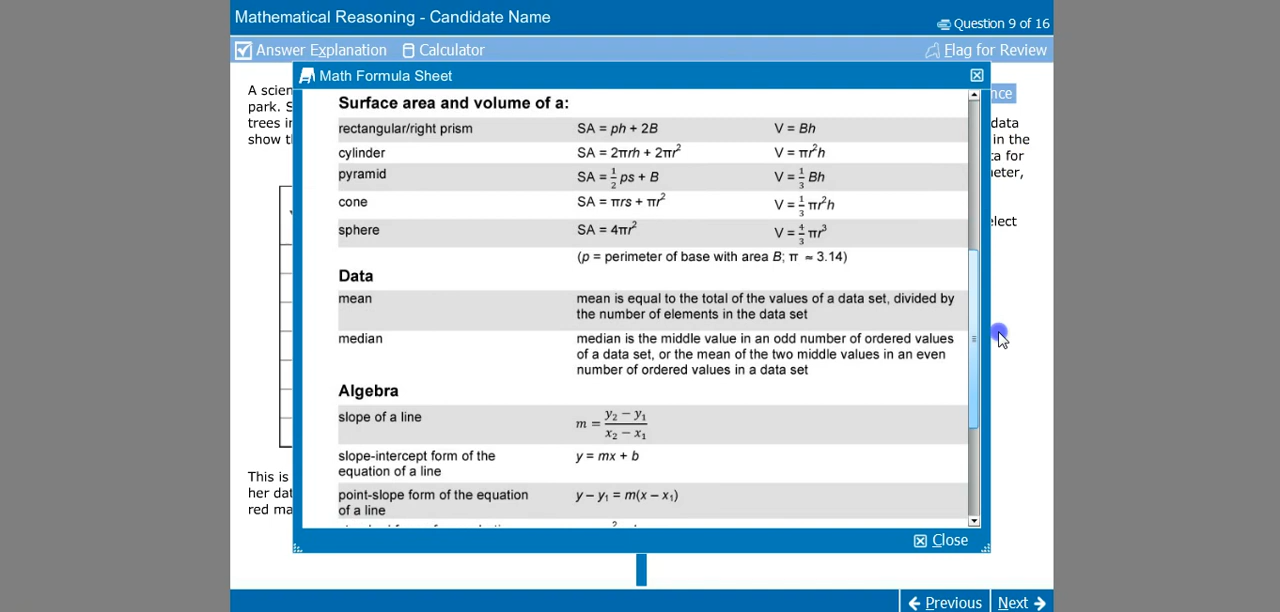 Mathematical Reasoning - Candidate Name
Question 9 of 16
Answer Explanation Calculator Flag for Review
Math Formula Sheet
A scien
park. S
trees in
show t
nce
data
in the
ta for
eter,
elect
Surface area and volume of a:
rectangular/right prism SA = ph + 2B V = Bh
cylinder SA = 2πrh + 2πr² V = πr²h
pyramid SA = 1/2 ps + B V = 1/3 Bh
cone SA = πrs + πr² V = 1/3 πr²h
sphere SA = 4πr² V = 4/3 πr³
(p = perimeter of base with area B; π ≈ 3.14)
Data
mean mean is equal to the total of the values of a data set, divided by
the number of elements in the data set
median median is the middle value in an odd number of ordered values
of a data set, or the mean of the two middle values in an even
number of ordered values in a data set
Algebra
slope of a line m = (y₂ − y₁)/(x₂ − x₁)
slope-intercept form of the y = mx + b
equation of a line
point-slope form of the equation y − y₁ = m(x − x₁)
of a line
This is
her dat
red ma
Close
Previous Next